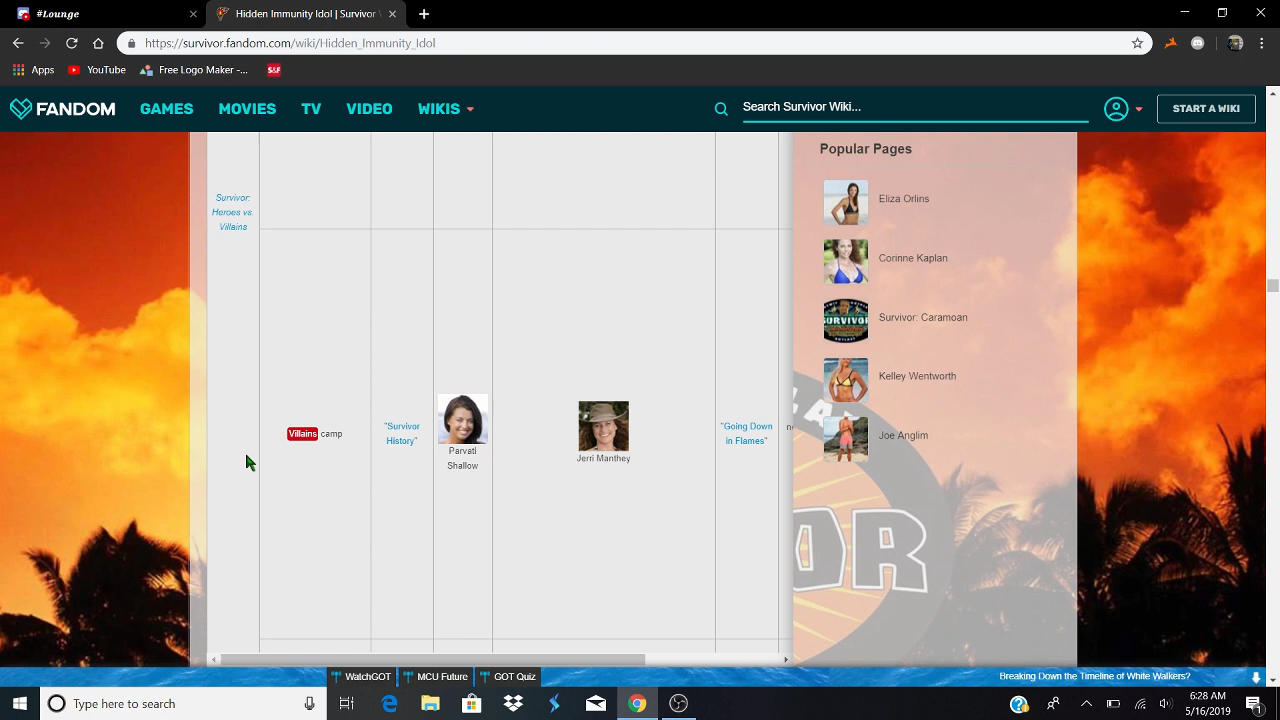 #Lounge
Hidden Immunity Idol | Survivor
https://survivor.fandom.com/wiki/Hidden_Immunity_Idol
Apps
YouTube
Free Logo Maker -...
S&F
FANDOM
GAMES
MOVIES
TV
VIDEO
WIKIS
Search Survivor Wiki...
START A WIKI
Survivor:
Heroes vs.
Villains
Villains camp
"Survivor
History"
Parvati
Shallow
Jerri Manthey
"Going Down
in Flames"
Popular Pages
Eliza Orlins
Corinne Kaplan
SURVIVOR
Survivor: Caramoan
Kelley Wentworth
Joe Anglim
OR
WatchGOT
MCU Future
GOT Quiz
Breaking Down the Timeline of White Walkers?
Type here to search
6:28 AM
5/16/2019